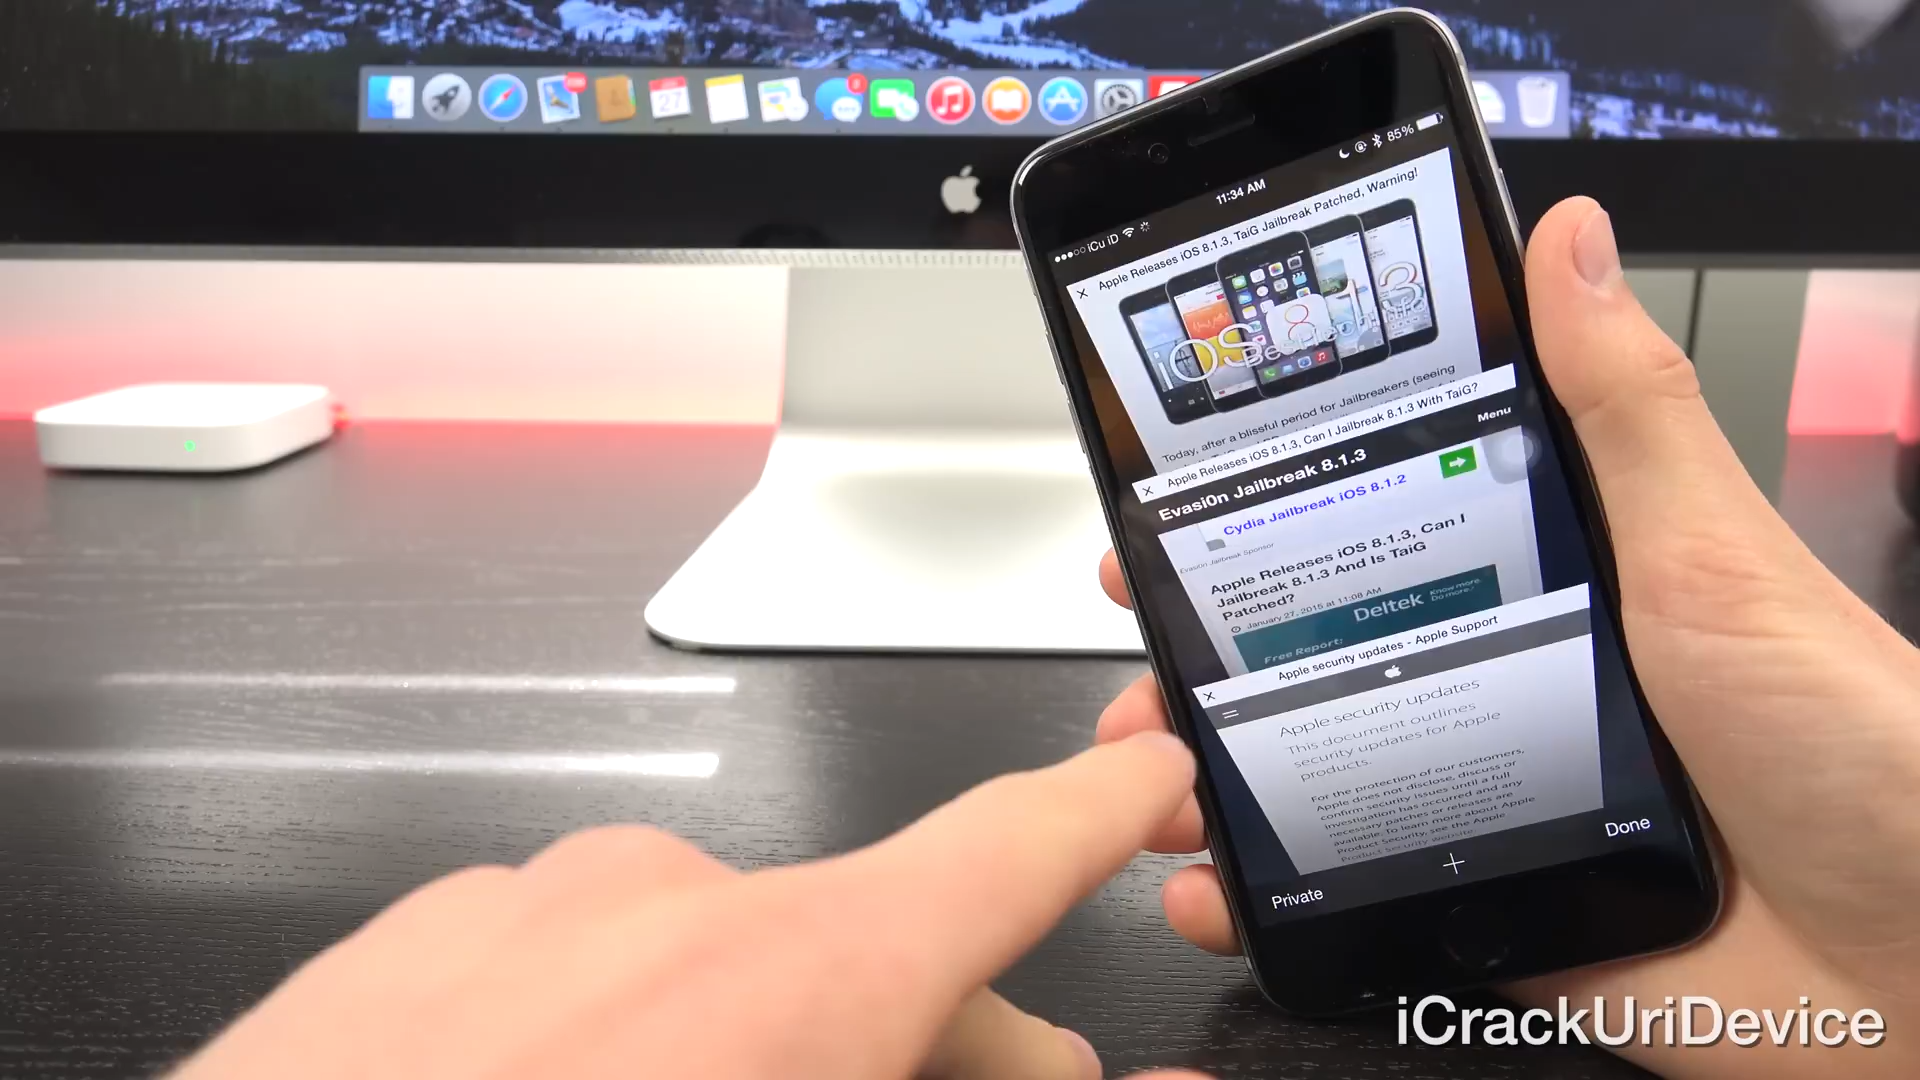 27
●●●○○ iCu iD
11:34 AM
85%
Apple Releases iOS 8.1.3, TaiG Jailbreak Patched, Warning!
iOS 8.1.3
Today, after a blissful period for Jailbreakers (seeing
Apple Releases iOS 8.1.3, Can I Jailbreak 8.1.3 With TaiG?
Evasi0n Jailbreak 8.1.3
Menu
Cydia Jailbreak iOS 8.1.2
Evasi0n Jailbreak Sponsor
Apple Releases iOS 8.1.3, Can I
Jailbreak 8.1.3 And Is TaiG
Patched?
January 27, 2015 at 11:08 AM
Deltek
Know more.
Do more.
Free Report:
Apple security updates - Apple Support
Apple security updates
This document outlines
security updates for Apple
products.
For the protection of our customers,
Apple does not disclose, discuss or
confirm security issues until a full
investigation has occurred and any
necessary patches or releases are
available. To learn more about Apple
Product Security, see the Apple
Product Security website.
Private
+
Done
iCrackUriDevice